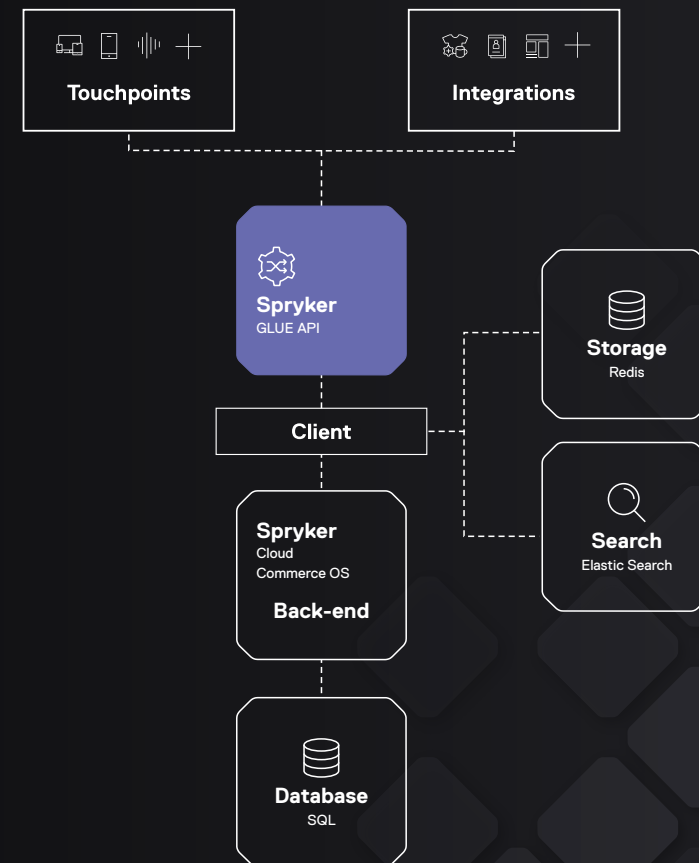 Touchpoints
Integrations
Spryker
GLUE API
Storage
Redis
Client
Spryker
Cloud
Commerce OS
Back-end
Search
Elastic Search
Database
SQL